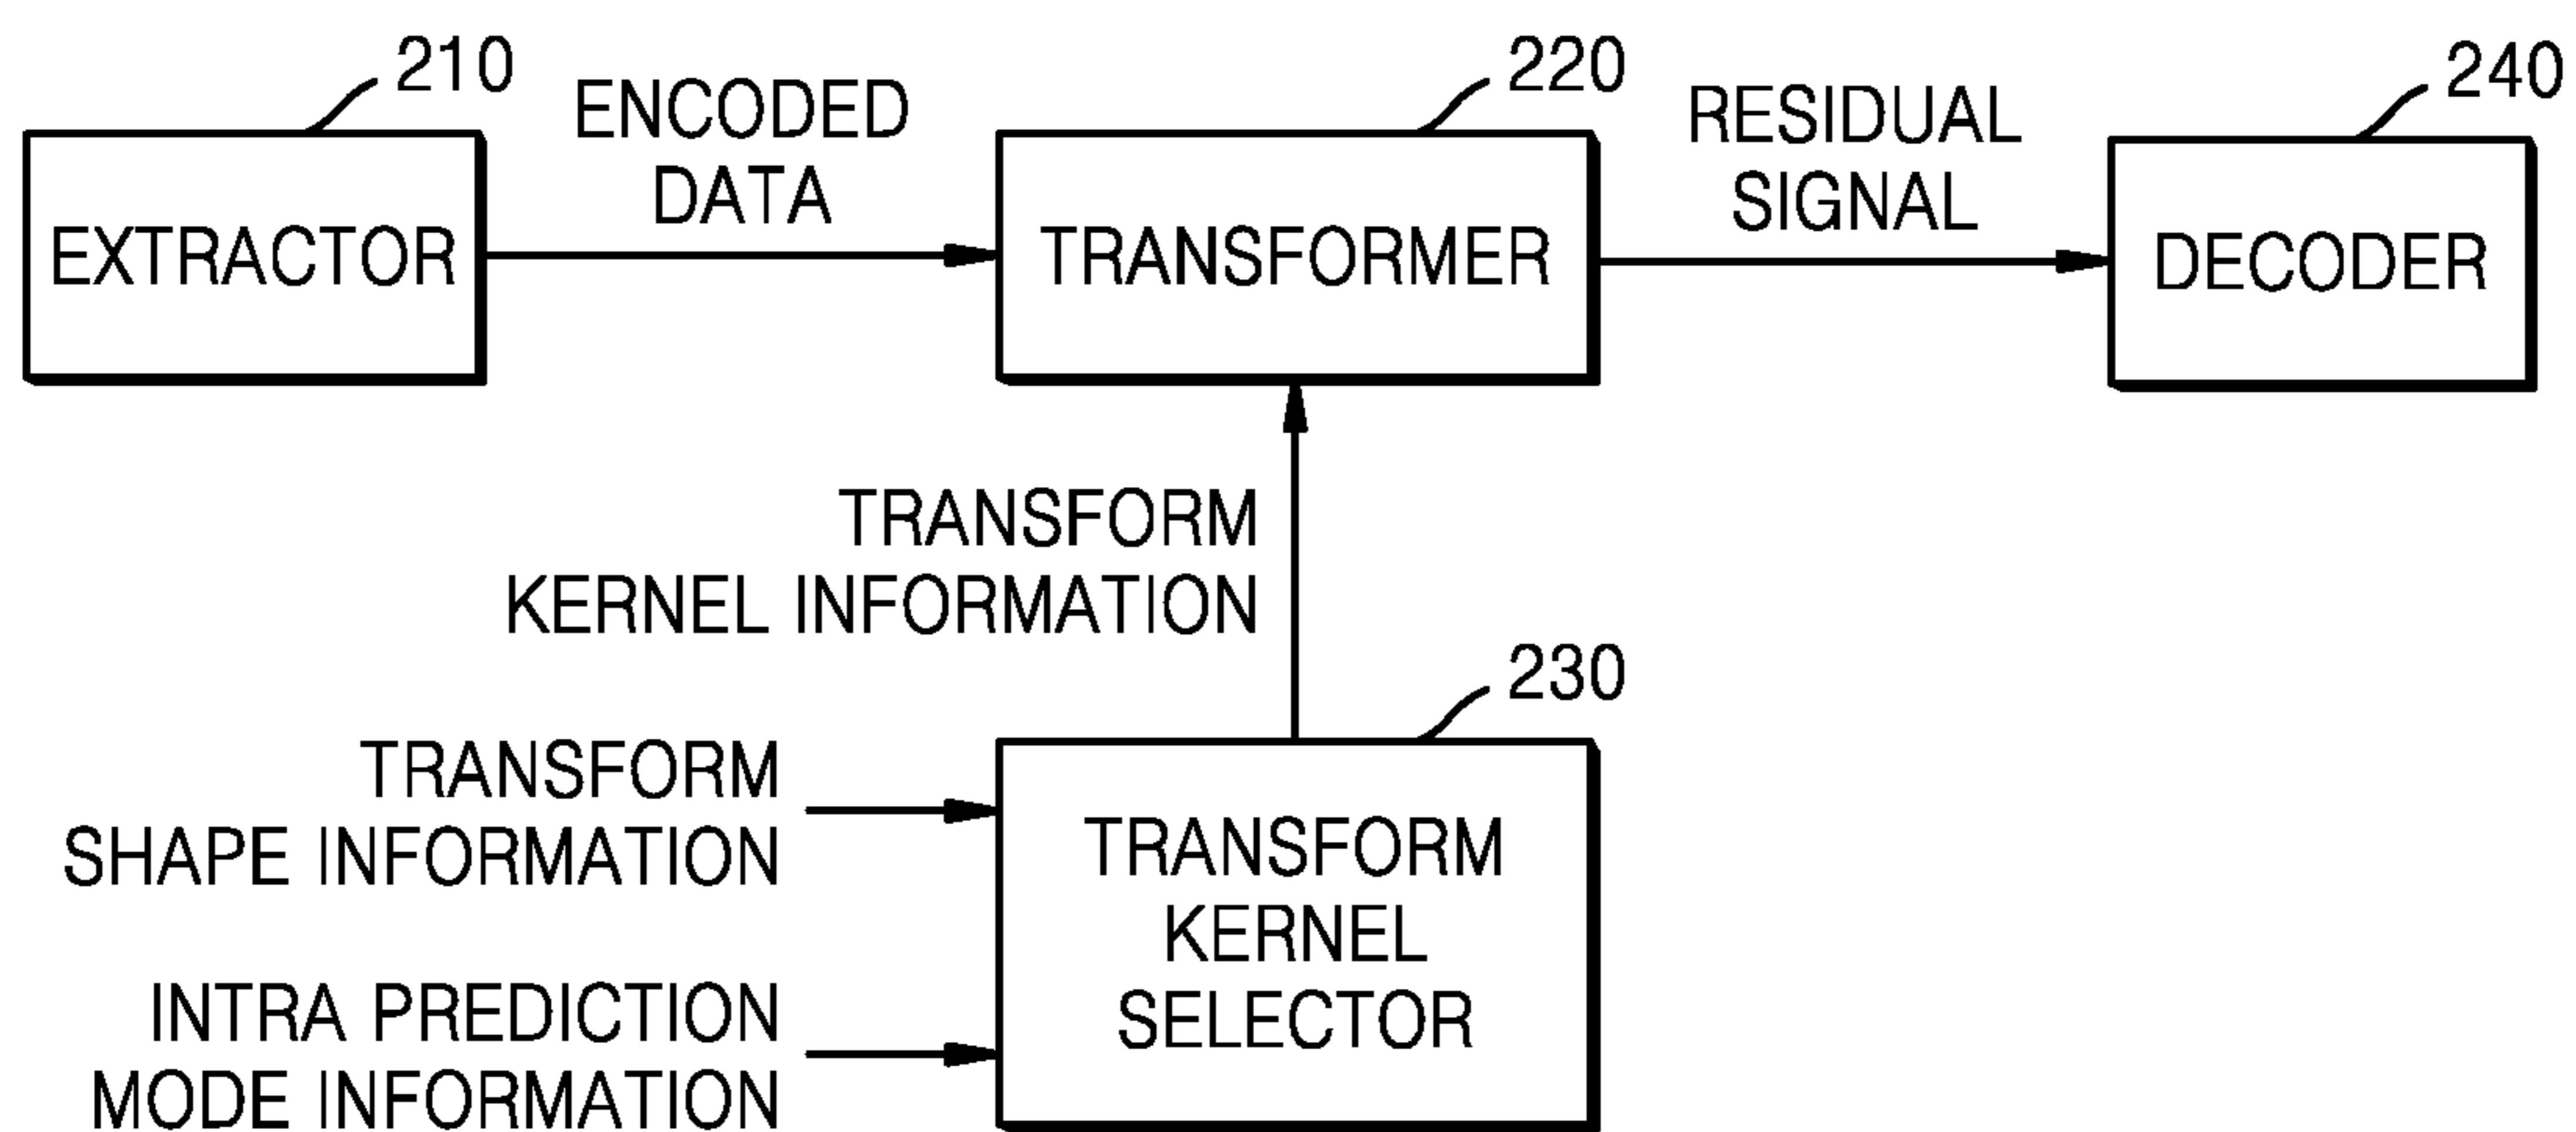 210
ENCODED
DATA
220
RESIDUAL
SIGNAL
240
EXTRACTOR
TRANSFORMER
DECODER
TRANSFORM
KERNEL INFORMATION
230
TRANSFORM
SHAPE INFORMATION
INTRA PREDICTION
MODE INFORMATION
TRANSFORM
KERNEL
SELECTOR